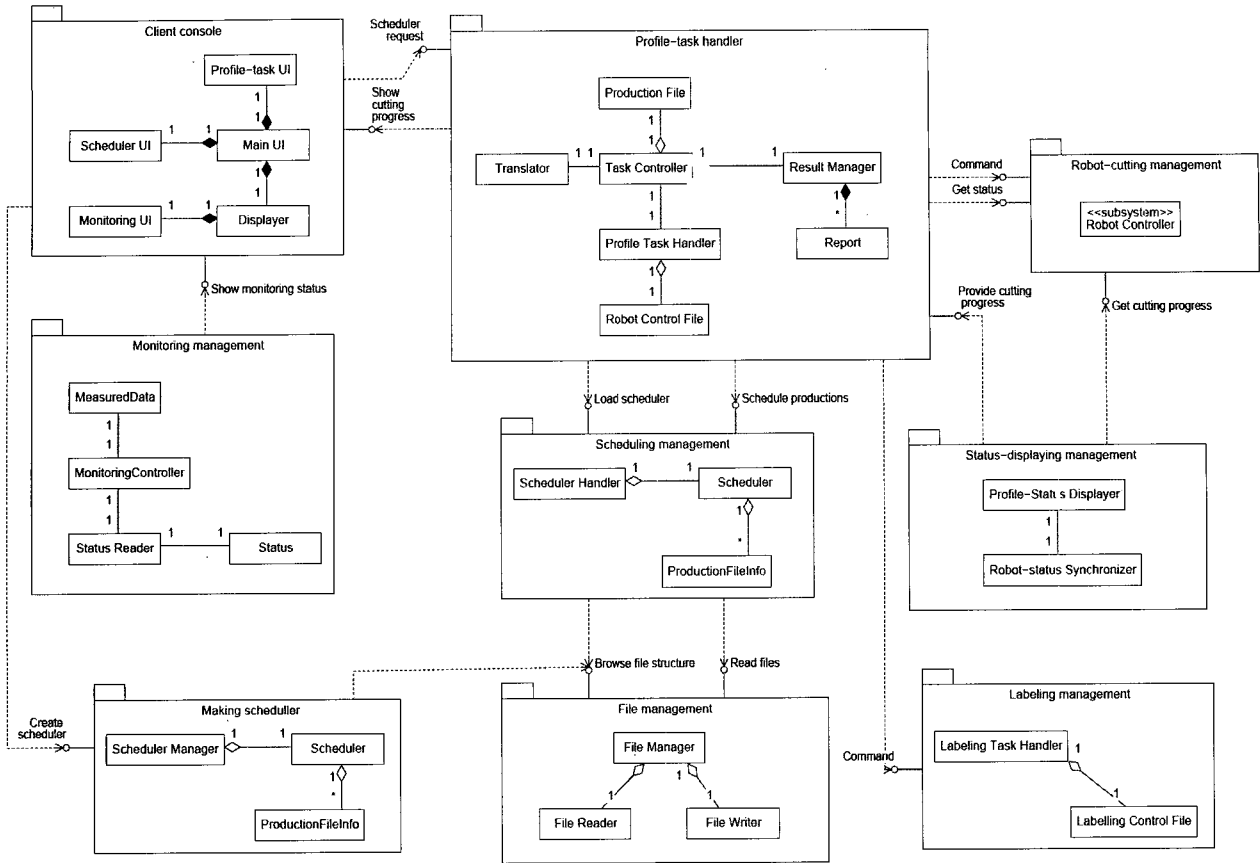 Client console
Profile-task UI
1
1
Scheduler UI
1
1
Main UI
1
1
Monitoring UI
1
1
Displayer
Scheduler
request
Show
cutting
progress
Profile-task handler
Production File
1
1
Translator
1 1
Task Controller
1
1
Result Manager
1
*
Report
1
1
Profile Task Handler
1
1
Robot Control File
Command
Get status
Robot-cutting management
<<subsystem>>
Robot Controller
Provide cutting
progress
Get cutting progress
Show monitoring status
Monitoring management
MeasuredData
1
1
MonitoringController
1
1
Status Reader
1
1
Status
Load scheduler
Schedule productions
Scheduling management
Scheduler Handler
1
1
Scheduler
1
*
ProductionFileInfo
Status-displaying management
Profile-Status Displayer
1
1
Robot-status Synchronizer
Browse file structure
Read files
Create
scheduler
Making scheduller
Scheduler Manager
1
1
Scheduler
1
*
ProductionFileInfo
File management
File Manager
1
1
1
1
File Reader
File Writer
Command
Labeling management
Labeling Task Handler
1
1
Labelling Control File